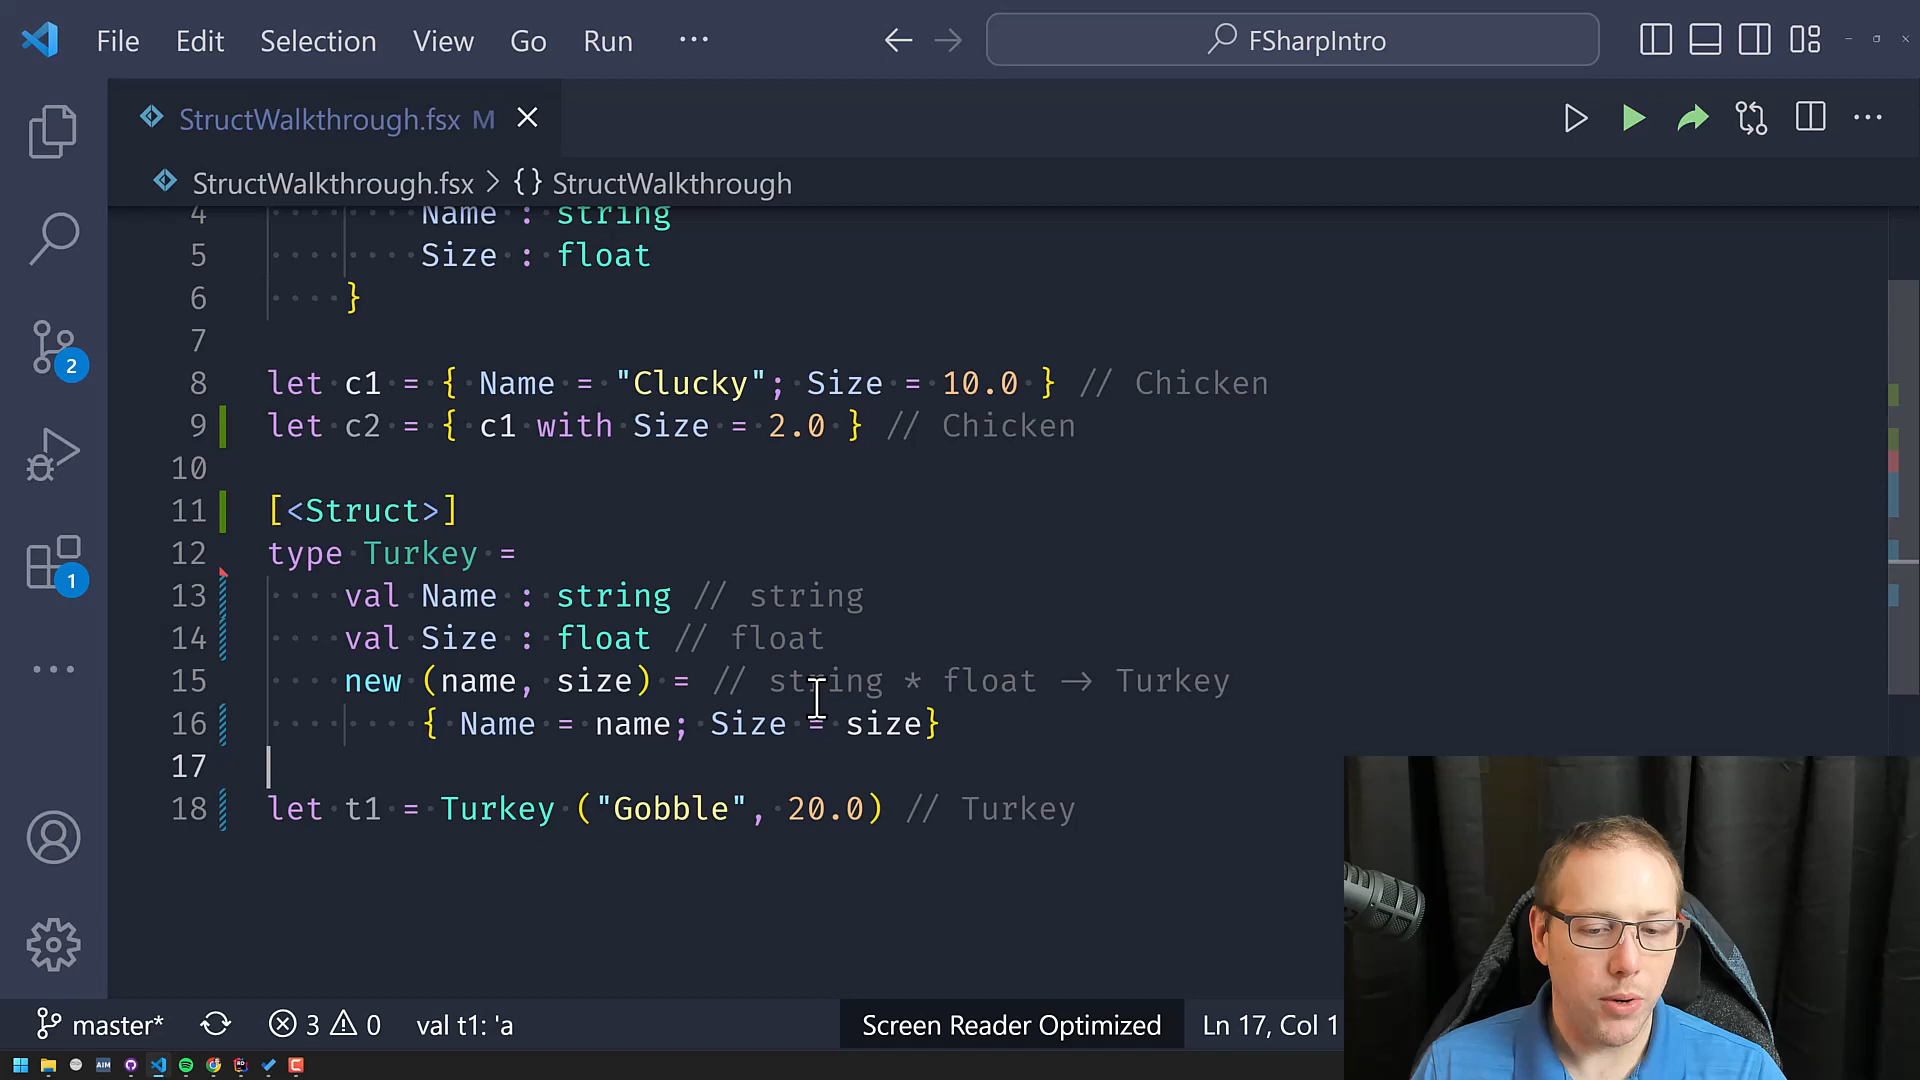 File Edit Selection View Go Run ··· FSharpIntro
StructWalkthrough.fsx M
StructWalkthrough.fsx > {} StructWalkthrough
4 Name : string
5 Size : float
6 }
7
8 let c1 = { Name = "Clucky"; Size = 10.0 } // Chicken
9 let c2 = { c1 with Size = 2.0 } // Chicken
10
11 [<Struct>]
12 type Turkey =
13 val Name : string // string
14 val Size : float // float
15 new (name, size) = // string * float → Turkey
16 { Name = name; Size = size}
17
18 let t1 = Turkey ("Gobble", 20.0) // Turkey
2
1
master* 3 0 val t1: 'a Screen Reader Optimized Ln 17, Col 1
AIM